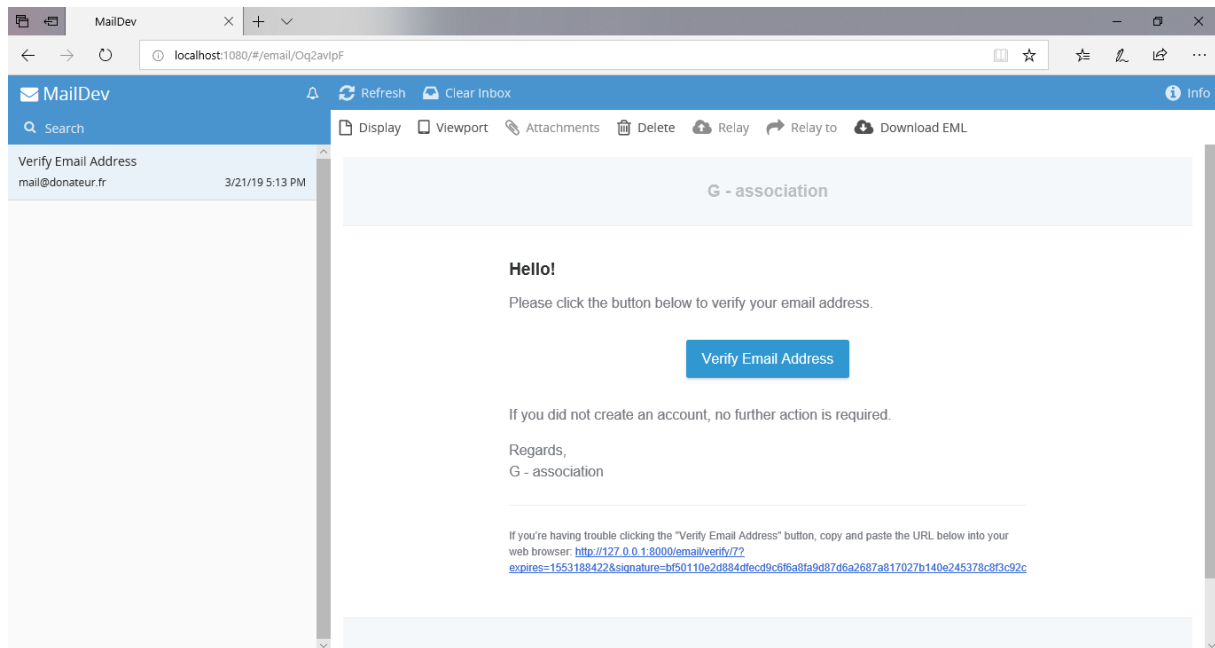 MailDev
localhost:1080/#/email/Oq2avIpF
MailDev
Refresh Clear Inbox Info
Search
Display Viewport Attachments Delete Relay Relay to Download EML
Verify Email Address
mail@donateur.fr 3/21/19 5:13 PM
G - association
Hello!
Please click the button below to verify your email address.
Verify Email Address
If you did not create an account, no further action is required.
Regards,
G - association
If you're having trouble clicking the "Verify Email Address" button, copy and paste the URL below into your
web browser: http://127.0.0.1:8000/email/verify/7?
expires=1553188422&signature=bf50110e2d884dfecd9c6f6a8fa9d87d6a2687a817027b140e245378c8f3c92c